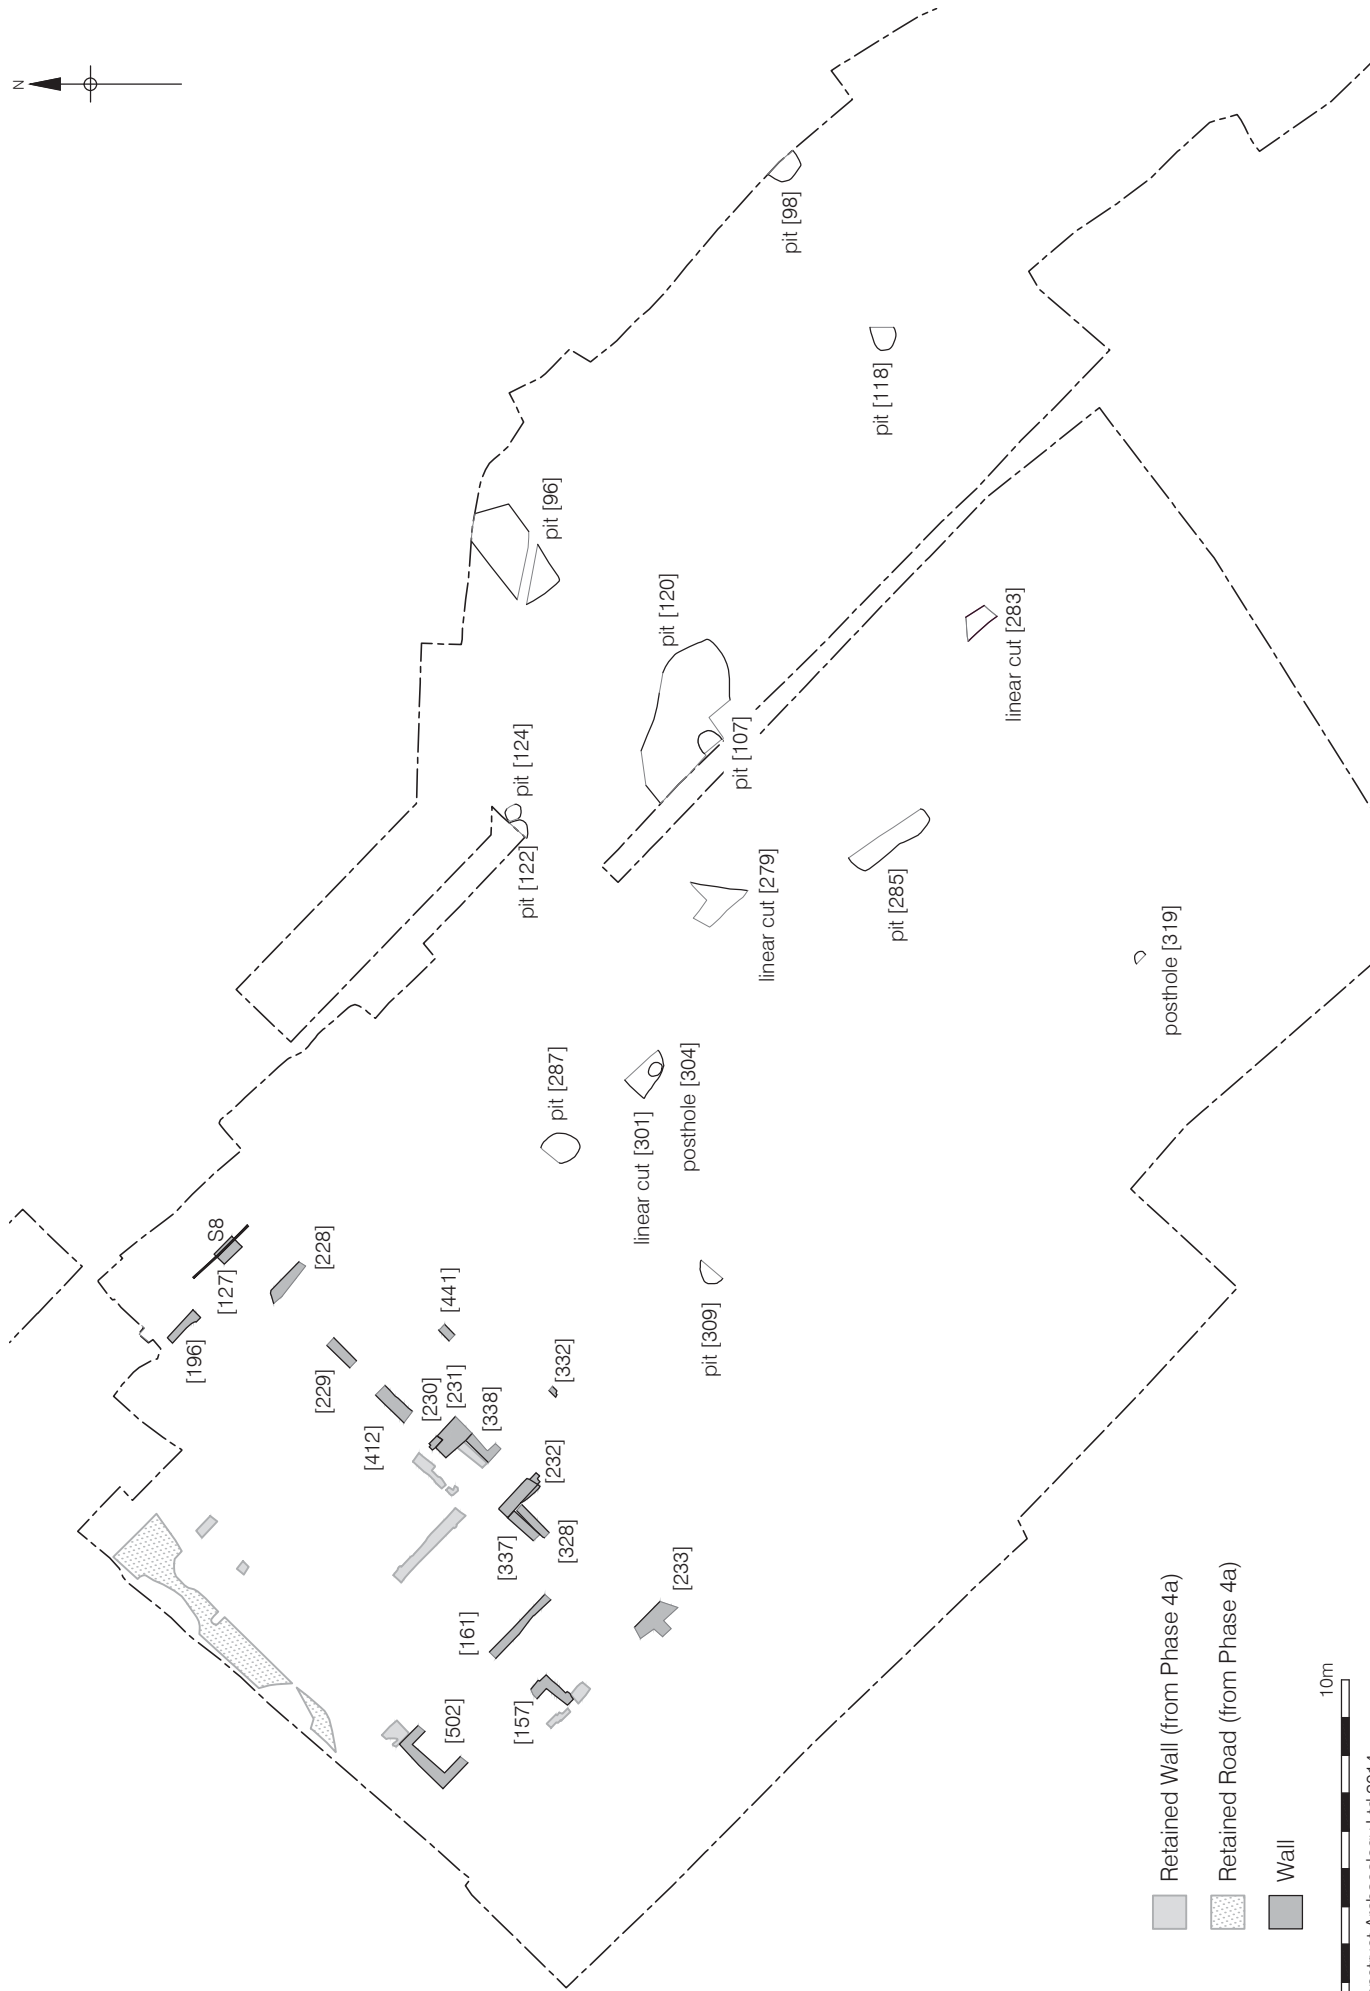 N
pit [98]
pit [118]
pit [96]
pit [120]
linear cut [283]
pit [124]
pit [107]
pit [122]
linear cut [279]
pit [285]
posthole [319]
pit [287]
linear cut [301]
posthole [304]
S8
[127]
[228]
[196]
[441]
[229]
[332]
pit [309]
[230]
[231]
[338]
[412]
[232]
[337]
[328]
[233]
[161]
[502]
[157]
Retained Wall (from Phase 4a)
Retained Road (from Phase 4a)
Wall
10m